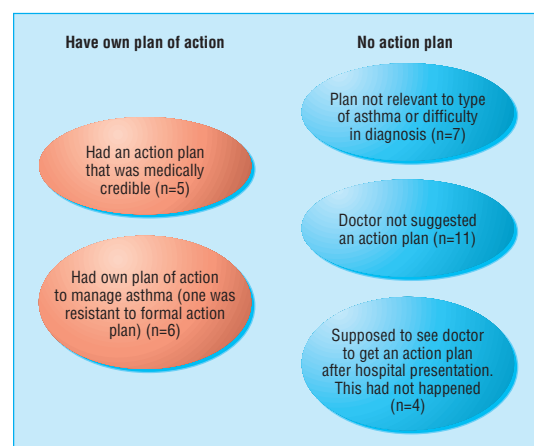 Have own plan of action
Had an action plan
that was medically
credible (n=5)
Had own plan of action
to manage asthma (one was
resistant to formal action
plan) (n=6)
No action plan
Plan not relevant to type
of asthma or difficulty
in diagnosis (n=7)
Doctor not suggested
an action plan (n=11)
Supposed to see doctor
to get an action plan
after hospital presentation.
This had not happened
(n=4)